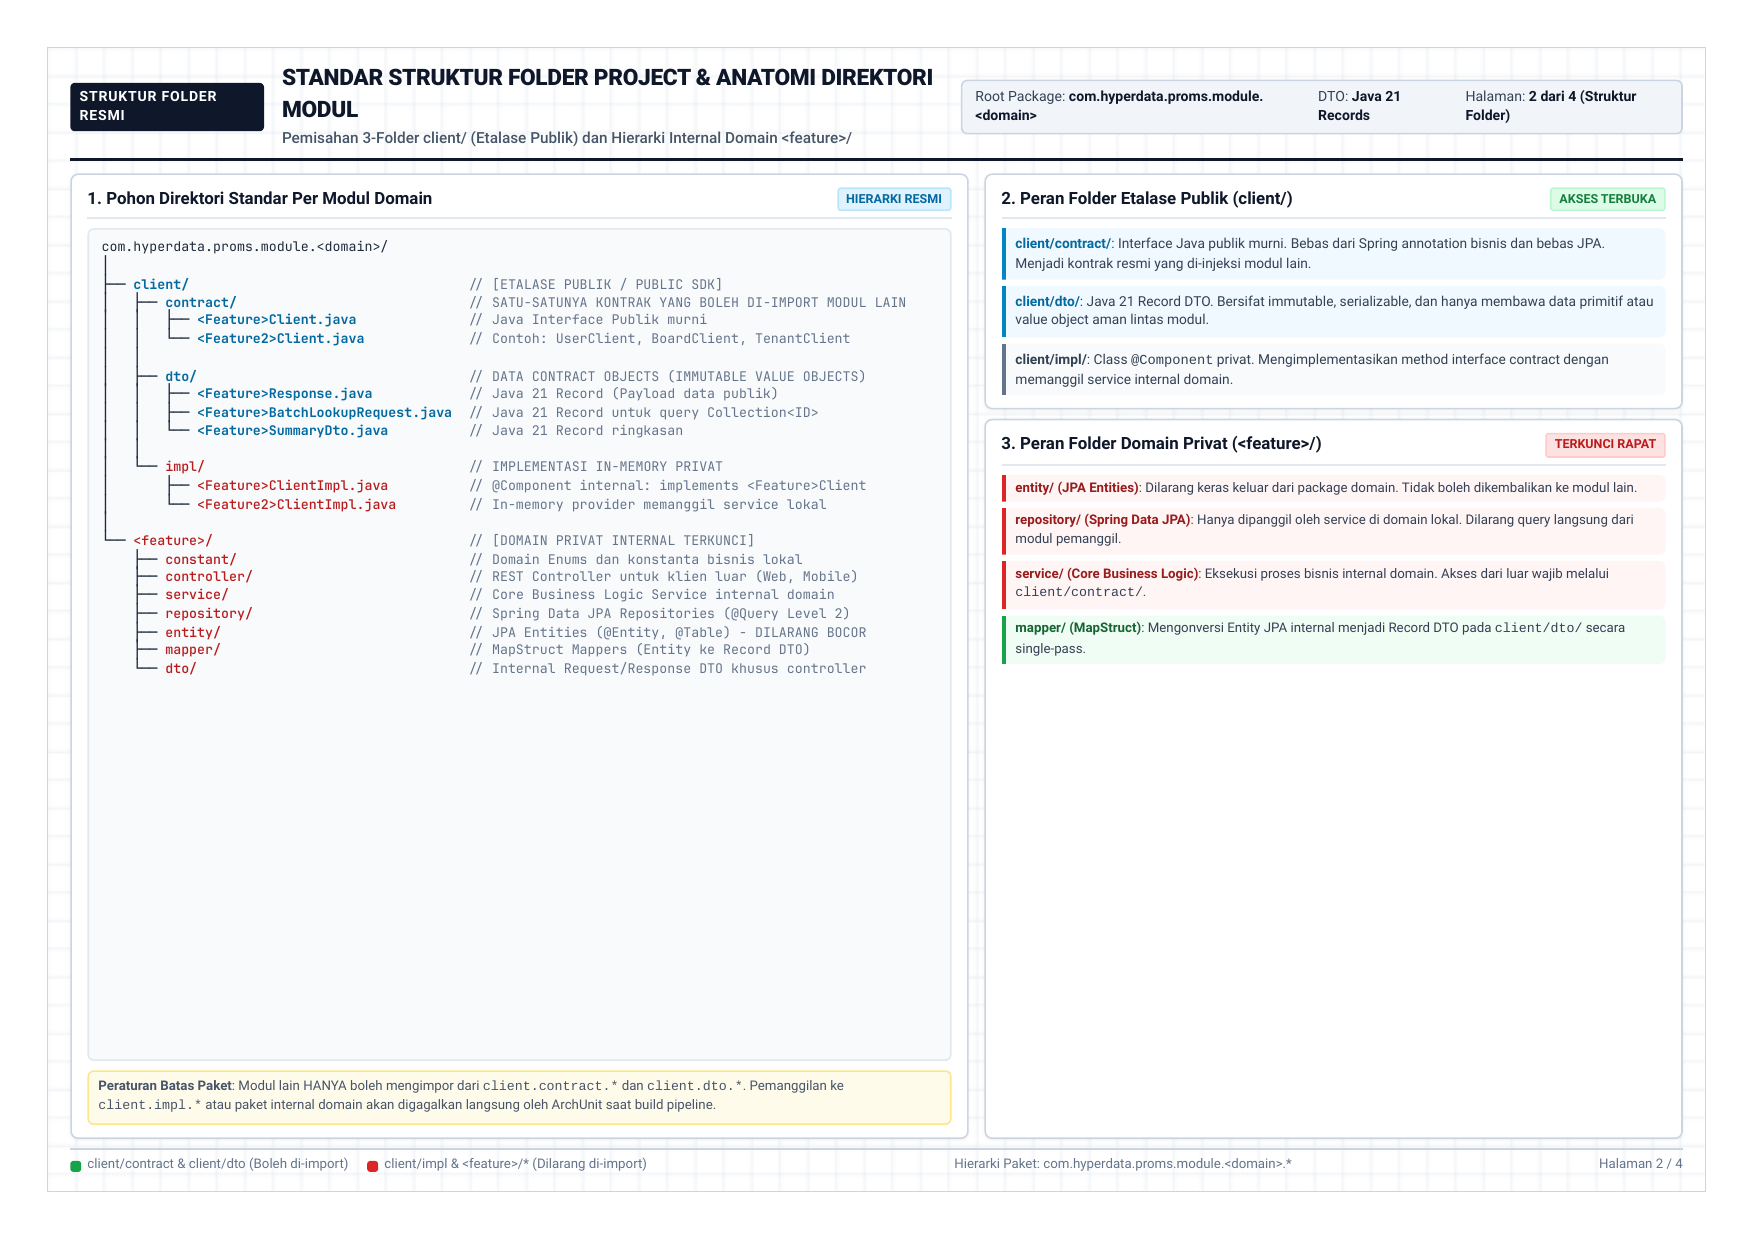 STRUKTUR FOLDER
RESMI
STANDAR STRUKTUR FOLDER PROJECT & ANATOMI DIREKTORI
MODUL
Pemisahan 3-Folder client/ (Etalase Publik) dan Hierarki Internal Domain <feature>/
Root Package: com.hyperdata.proms.module.
<domain>
DTO: Java 21
Records
Halaman: 2 dari 4 (Struktur
Folder)
1. Pohon Direktori Standar Per Modul Domain
HIERARKI RESMI
com.hyperdata.proms.module.<domain>/
│
├── client/                                   // [ETALASE PUBLIK / PUBLIC SDK]
│   ├── contract/                             // SATU-SATUNYA KONTRAK YANG BOLEH DI-IMPORT MODUL LAIN
│   │   ├── <Feature>Client.java              // Java Interface Publik murni
│   │   └── <Feature2>Client.java             // Contoh: UserClient, BoardClient, TenantClient
│   │
│   ├── dto/                                  // DATA CONTRACT OBJECTS (IMMUTABLE VALUE OBJECTS)
│   │   ├── <Feature>Response.java            // Java 21 Record (Payload data publik)
│   │   ├── <Feature>BatchLookupRequest.java  // Java 21 Record untuk query Collection<ID>
│   │   └── <Feature>SummaryDto.java          // Java 21 Record ringkasan
│   │
│   └── impl/                                 // IMPLEMENTASI IN-MEMORY PRIVAT
│       ├── <Feature>ClientImpl.java          // @Component internal: implements <Feature>Client
│       └── <Feature2>ClientImpl.java         // In-memory provider memanggil service lokal
│
└── <feature>/                                // [DOMAIN PRIVAT INTERNAL TERKUNCI]
    ├── constant/                             // Domain Enums dan konstanta bisnis lokal
    ├── controller/                           // REST Controller untuk klien luar (Web, Mobile)
    ├── service/                              // Core Business Logic Service internal domain
    ├── repository/                           // Spring Data JPA Repositories (@Query Level 2)
    ├── entity/                               // JPA Entities (@Entity, @Table) - DILARANG BOCOR
    ├── mapper/                               // MapStruct Mappers (Entity ke Record DTO)
    └── dto/                                  // Internal Request/Response DTO khusus controller
Peraturan Batas Paket: Modul lain HANYA boleh mengimpor dari client.contract.* dan client.dto.*. Pemanggilan ke
client.impl.* atau paket internal domain akan digagalkan langsung oleh ArchUnit saat build pipeline.
2. Peran Folder Etalase Publik (client/)
AKSES TERBUKA
client/contract/: Interface Java publik murni. Bebas dari Spring annotation bisnis dan bebas JPA.
Menjadi kontrak resmi yang di-injeksi modul lain.
client/dto/: Java 21 Record DTO. Bersifat immutable, serializable, dan hanya membawa data primitif atau
value object aman lintas modul.
client/impl/: Class @Component privat. Mengimplementasikan method interface contract dengan
memanggil service internal domain.
3. Peran Folder Domain Privat (<feature>/)
TERKUNCI RAPAT
entity/ (JPA Entities): Dilarang keras keluar dari package domain. Tidak boleh dikembalikan ke modul lain.
repository/ (Spring Data JPA): Hanya dipanggil oleh service di domain lokal. Dilarang query langsung dari
modul pemanggil.
service/ (Core Business Logic): Eksekusi proses bisnis internal domain. Akses dari luar wajib melalui
client/contract/.
mapper/ (MapStruct): Mengonversi Entity JPA internal menjadi Record DTO pada client/dto/ secara
single-pass.
client/contract & client/dto (Boleh di-import)
client/impl & <feature>/* (Dilarang di-import)
Hierarki Paket: com.hyperdata.proms.module.<domain>.*
Halaman 2 / 4